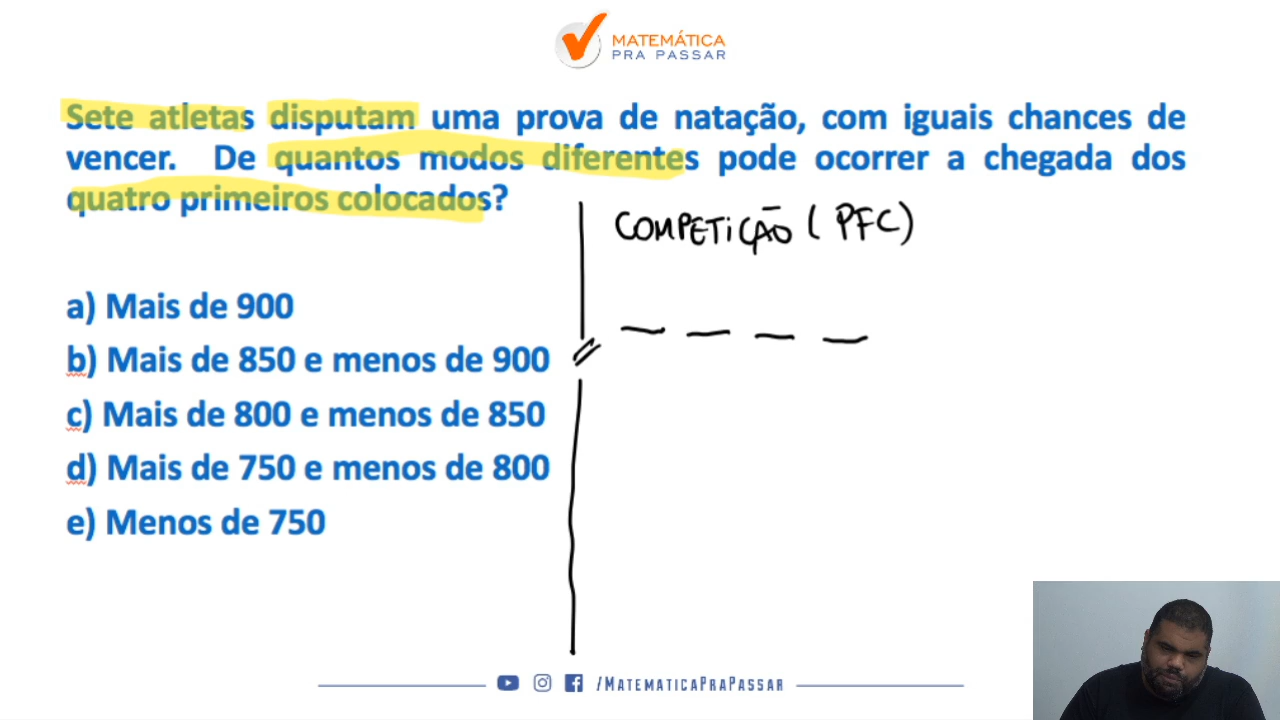 MATEMÁTICA
PRA PASSAR
Sete atletas disputam uma prova de natação, com iguais chances de
vencer. De quantos modos diferentes pode ocorrer a chegada dos
quatro primeiros colocados?
COMPETIÇÃO (PFC)
a) Mais de 900
b) Mais de 850 e menos de 900
c) Mais de 800 e menos de 850
d) Mais de 750 e menos de 800
e) Menos de 750
/MATEMATICAPRAPASSAR